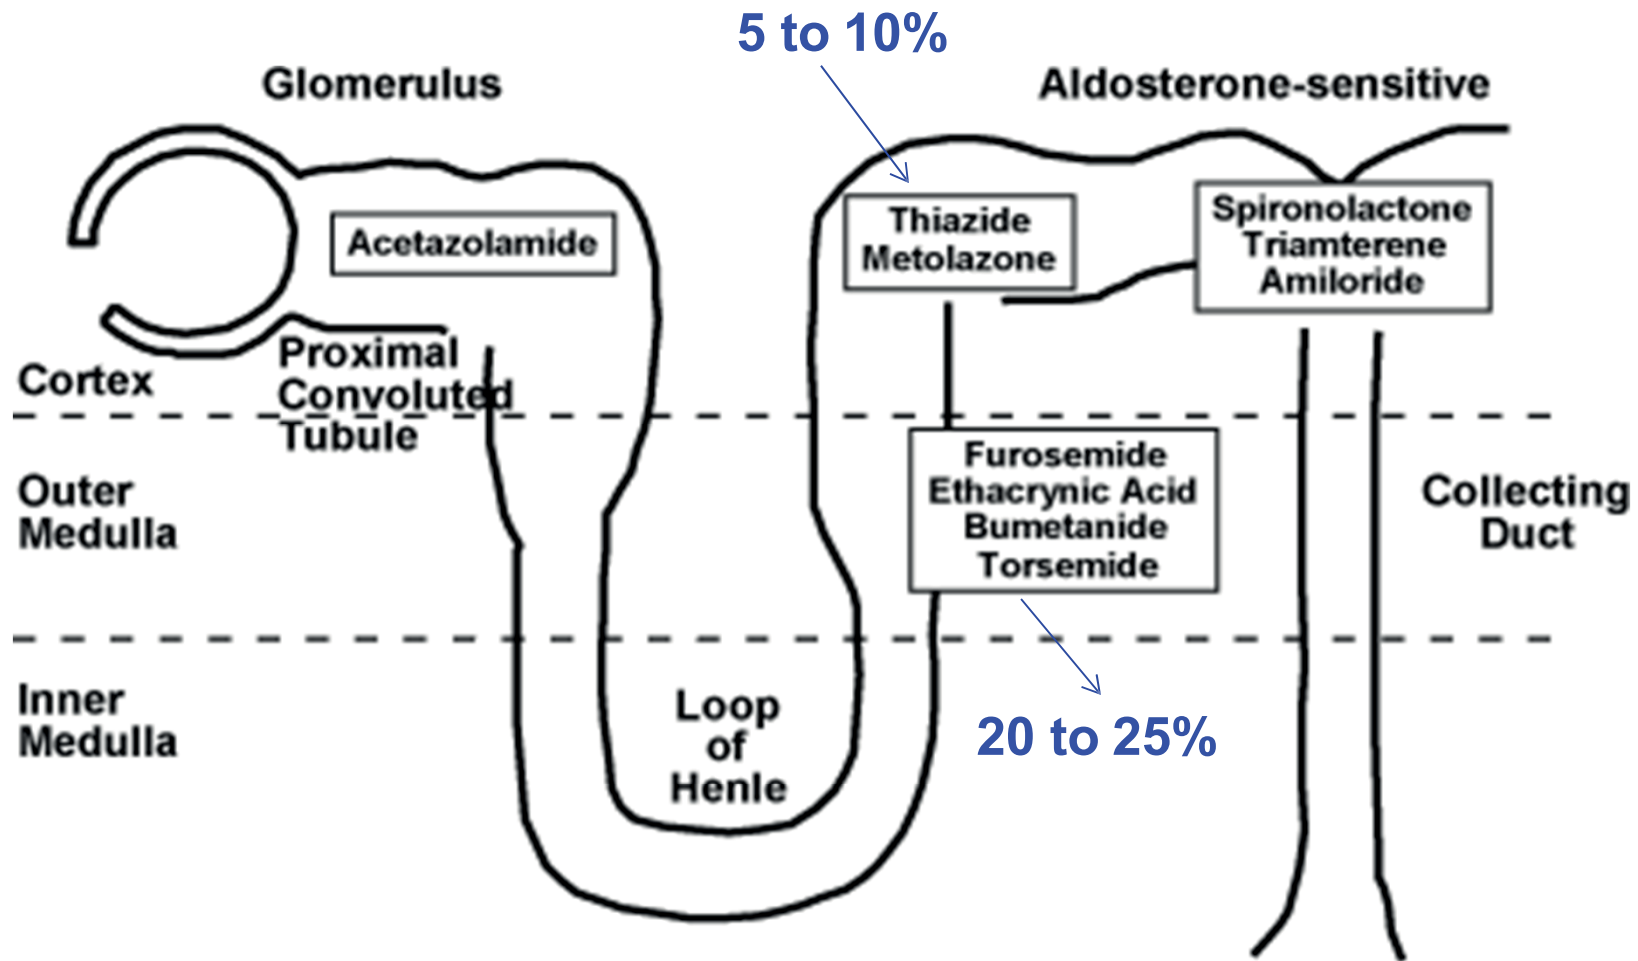 5 to 10%
Glomerulus
Aldosterone-sensitive
Acetazolamide
Thiazide
Metolazone
Spironolactone
Triamterene
Amiloride
Proximal
Convoluted
Tubule
Cortex
Outer
Medulla
Furosemide
Ethacrynic Acid
Bumetanide
Torsemide
Collecting
Duct
Inner
Medulla
Loop
of
Henle
20 to 25%